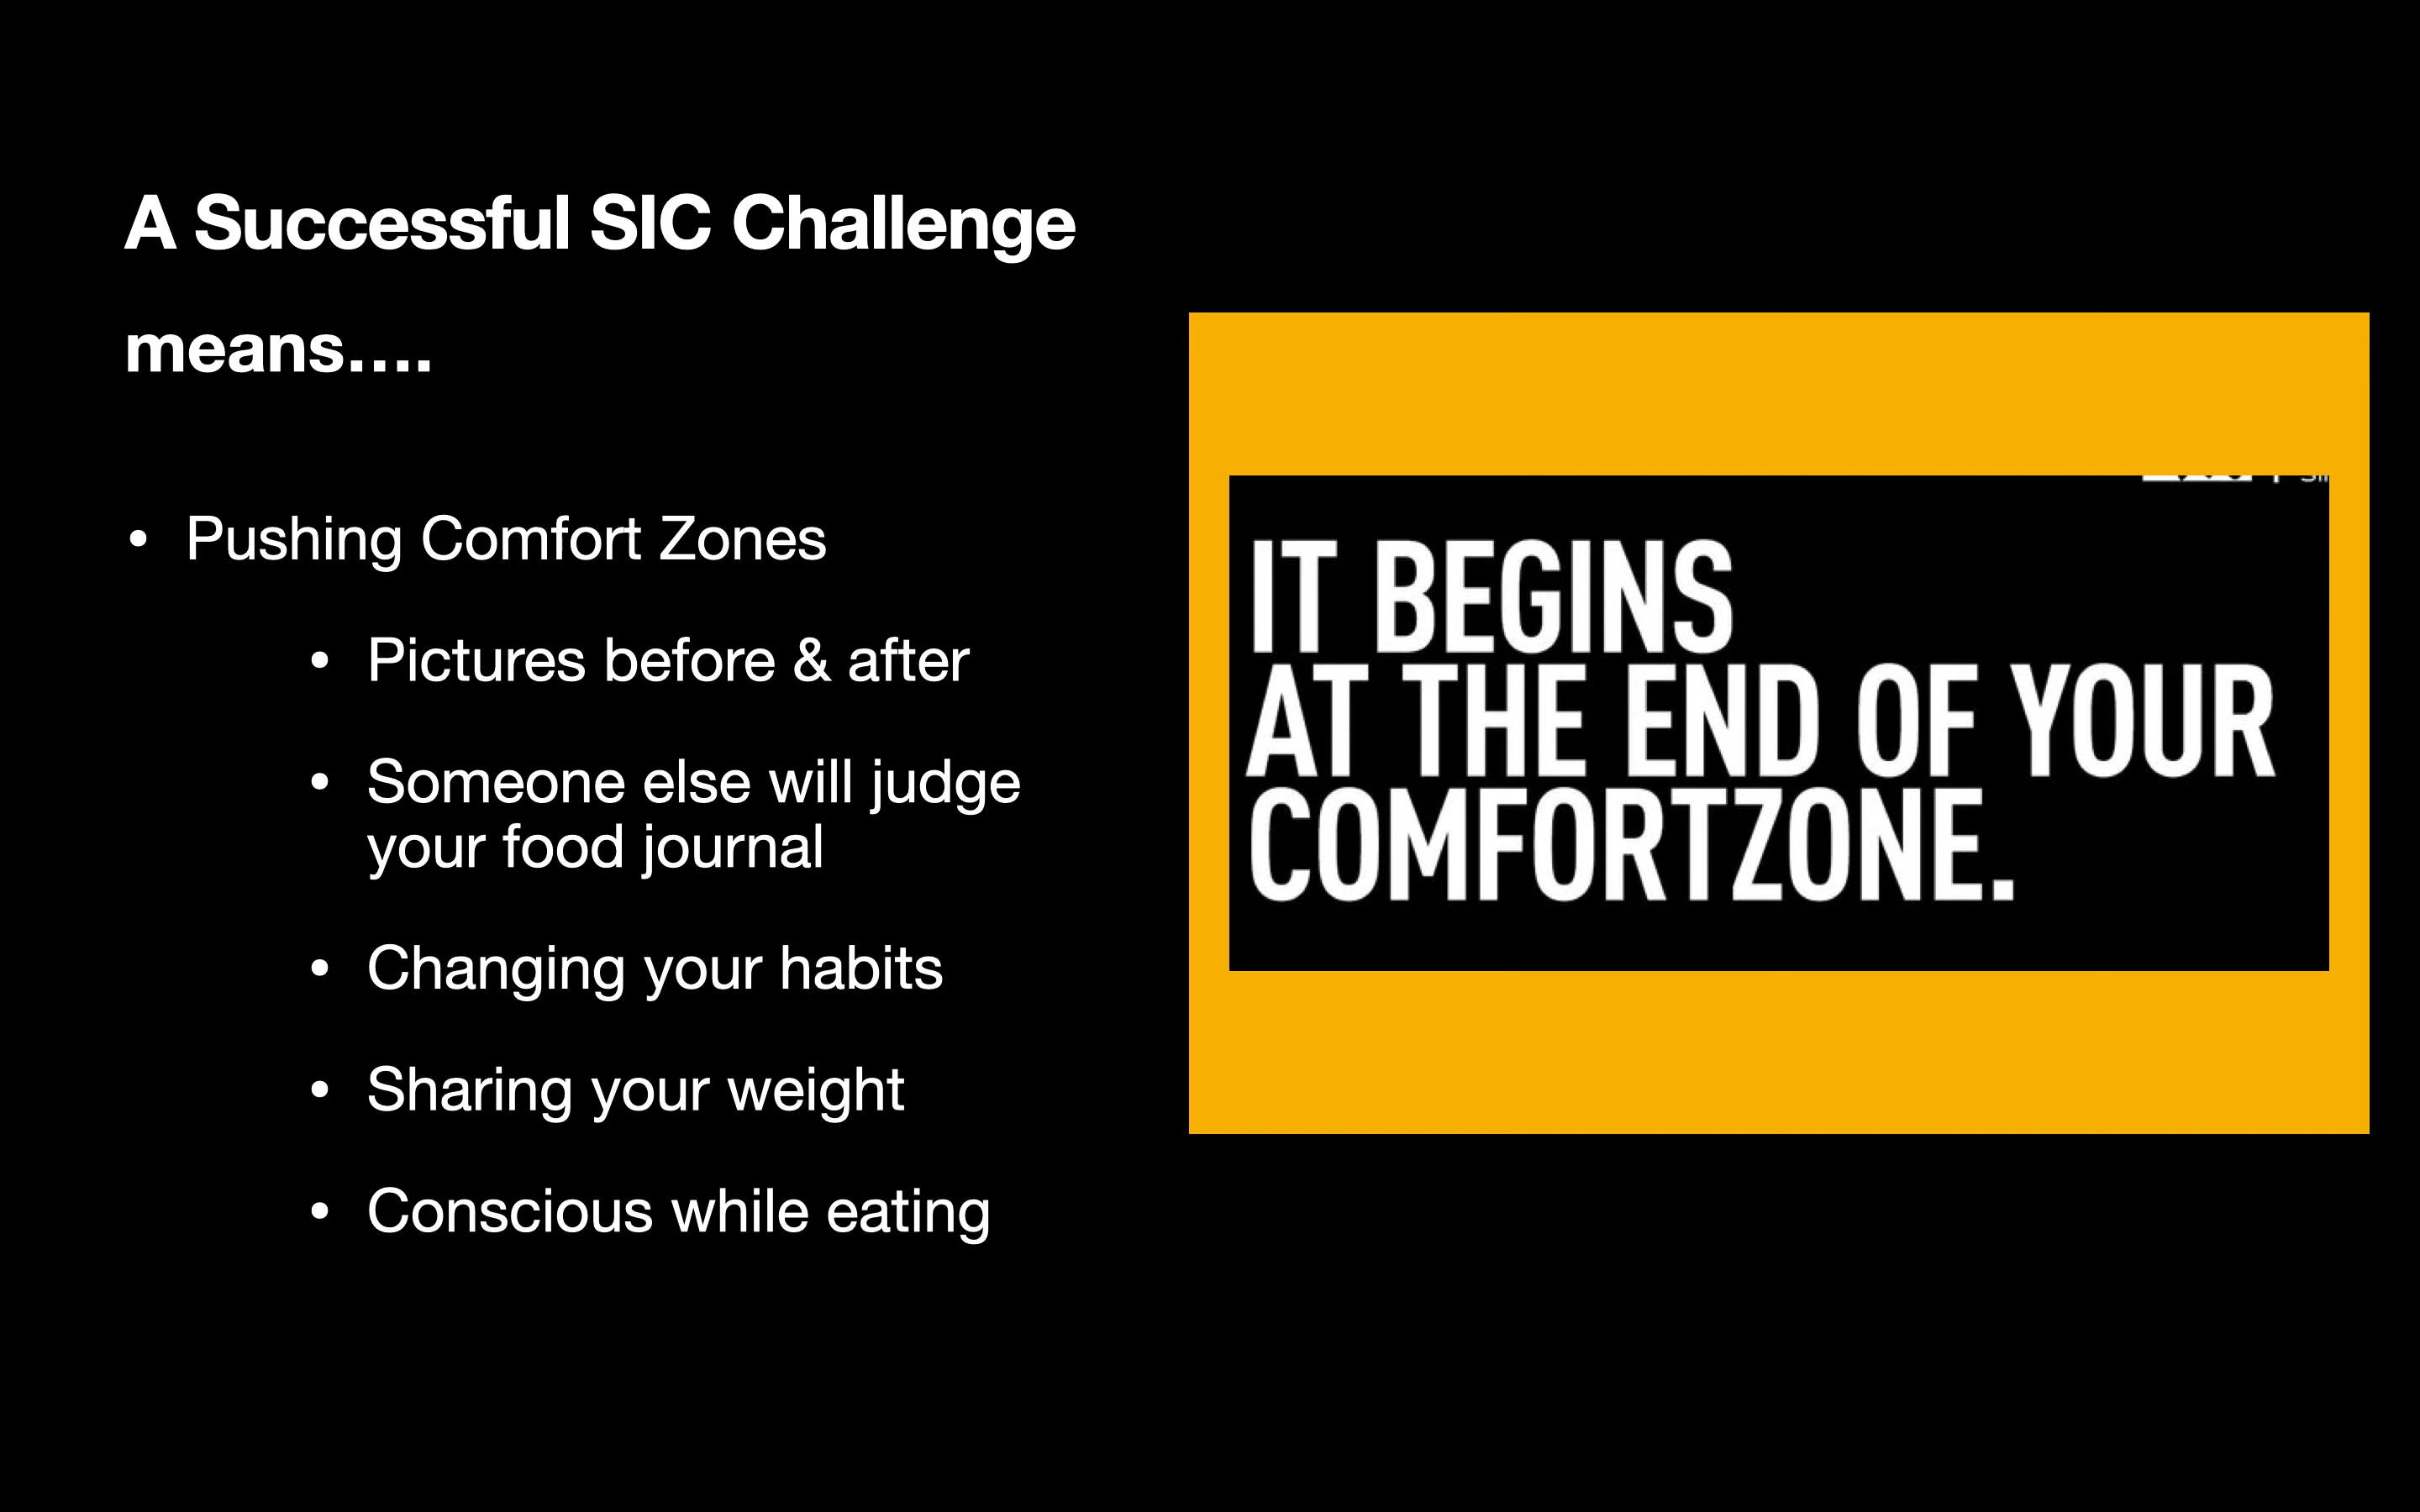 A Successful SIC Challenge
means….
• Pushing Comfort Zones
• Pictures before & after
• Someone else will judge
your food journal
• Changing your habits
• Sharing your weight
• Conscious while eating
IT BEGINS
AT THE END OF YOUR
COMFORTZONE.